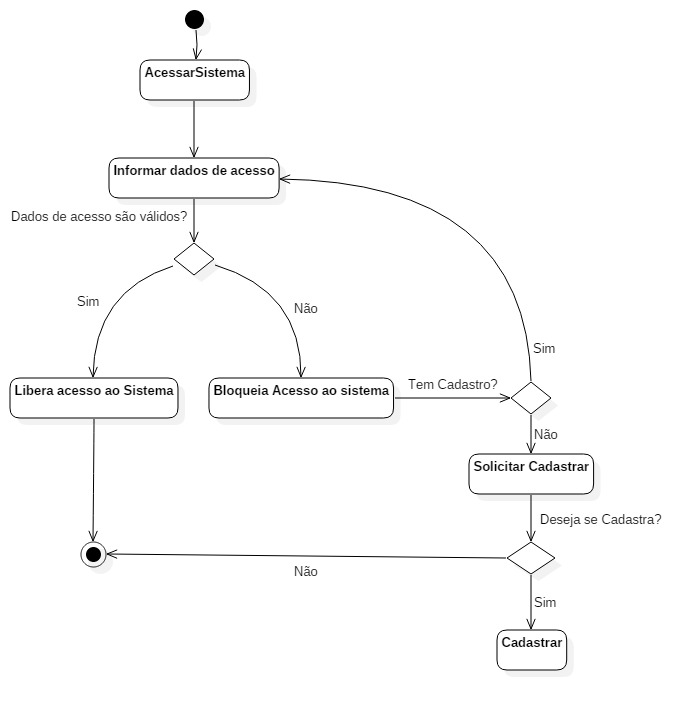 AcessarSistema
Informar dados de acesso
Dados de acesso são válidos?
Sim
Não
Sim
Libera acesso ao Sistema
Bloqueia Acesso ao sistema
Tem Cadastro?
Não
Solicitar Cadastrar
Deseja se Cadastra?
Não
Sim
Cadastrar